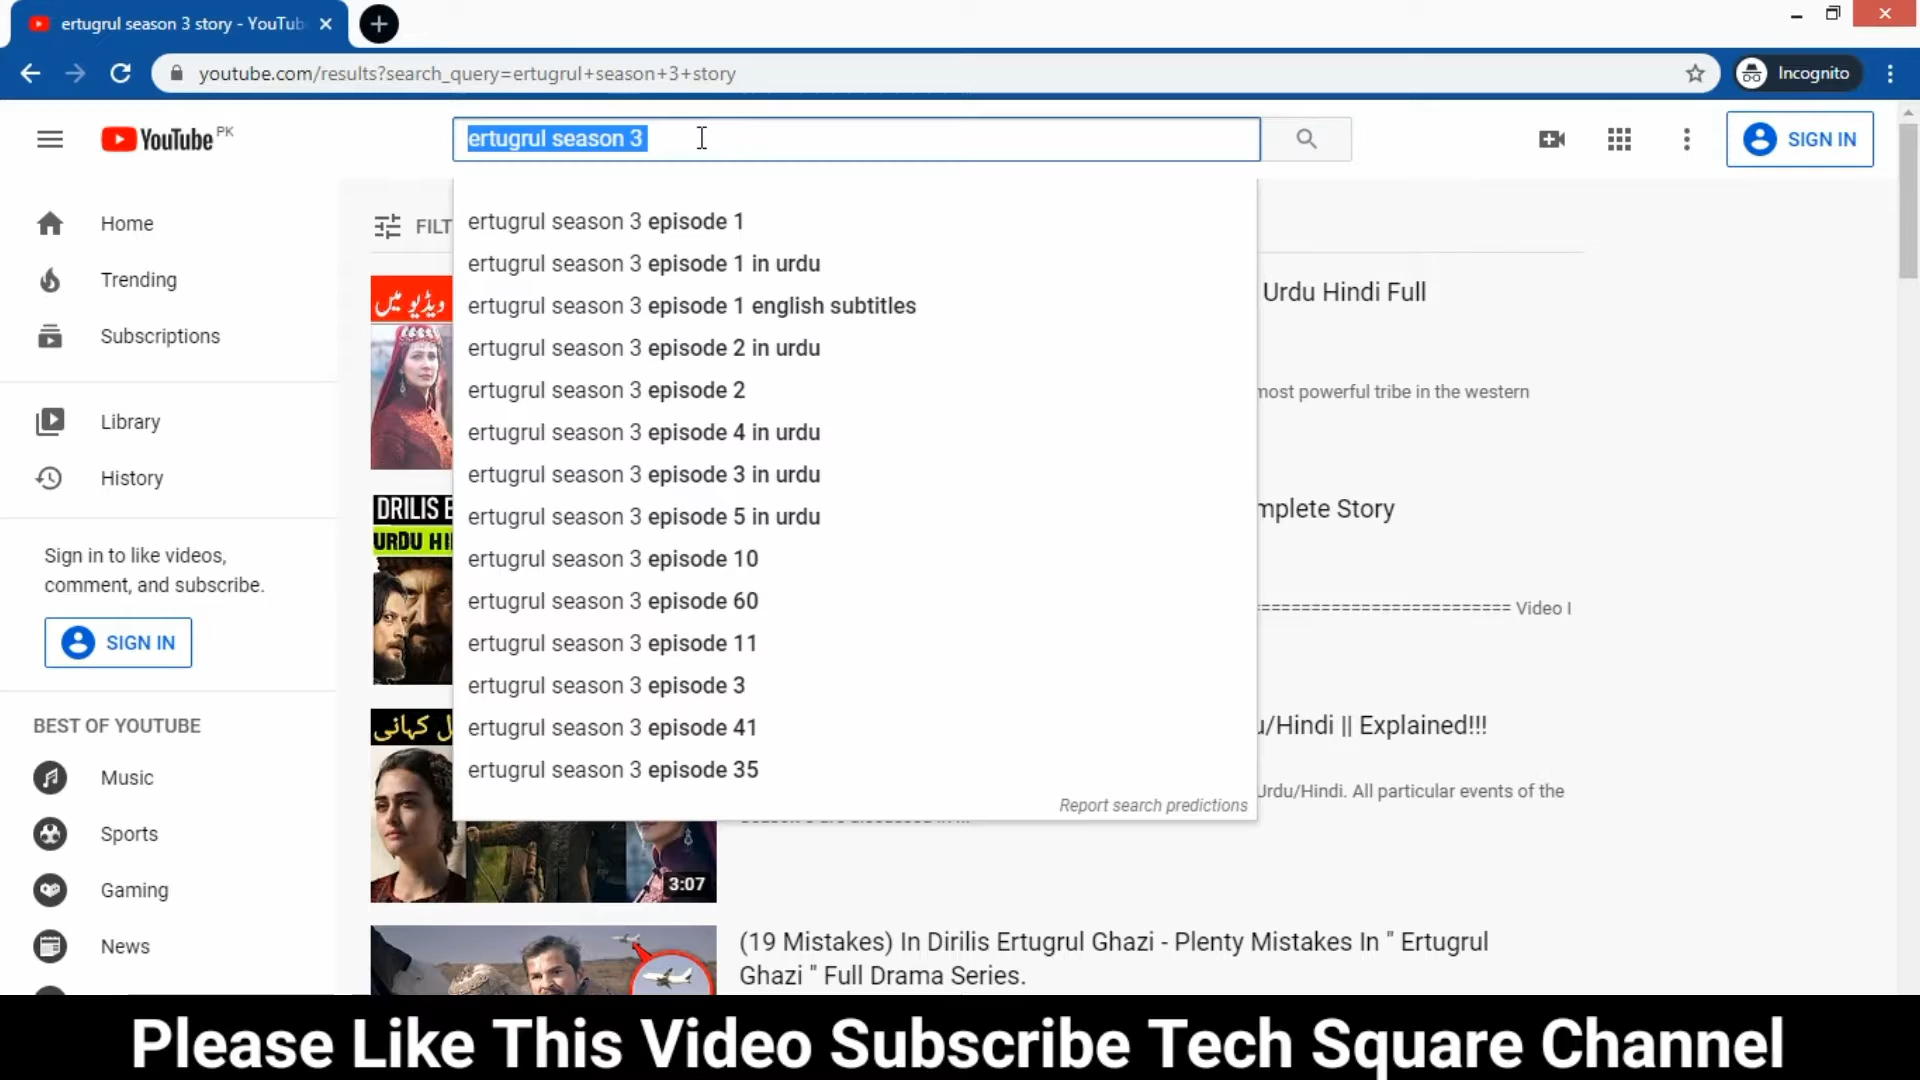 ertugrul season 3 story - YouTub
youtube.com/results?search_query=ertugrul+season+3+story
Incognito
YouTube PK
ertugrul season 3
SIGN IN
Home
Trending
Subscriptions
Library
History
Sign in to like videos,
comment, and subscribe.
SIGN IN
BEST OF YOUTUBE
Music
Sports
Gaming
News
FILT
ertugrul season 3 episode 1
ertugrul season 3 episode 1 in urdu
ertugrul season 3 episode 1 english subtitles
ertugrul season 3 episode 2 in urdu
ertugrul season 3 episode 2
ertugrul season 3 episode 4 in urdu
ertugrul season 3 episode 3 in urdu
ertugrul season 3 episode 5 in urdu
ertugrul season 3 episode 10
ertugrul season 3 episode 60
ertugrul season 3 episode 11
ertugrul season 3 episode 3
ertugrul season 3 episode 41
ertugrul season 3 episode 35
Report search predictions
ویڈیو میں
Urdu Hindi Full
most powerful tribe in the western
DRILIS E
URDU HI
mplete Story
========================== Video I
ل کہانی
u/Hindi || Explained!!!
Urdu/Hindi. All particular events of the
3:07
(19 Mistakes) In Dirilis Ertugrul Ghazi - Plenty Mistakes In " Ertugrul
Ghazi " Full Drama Series.
Please Like This Video Subscribe Tech Square Channel